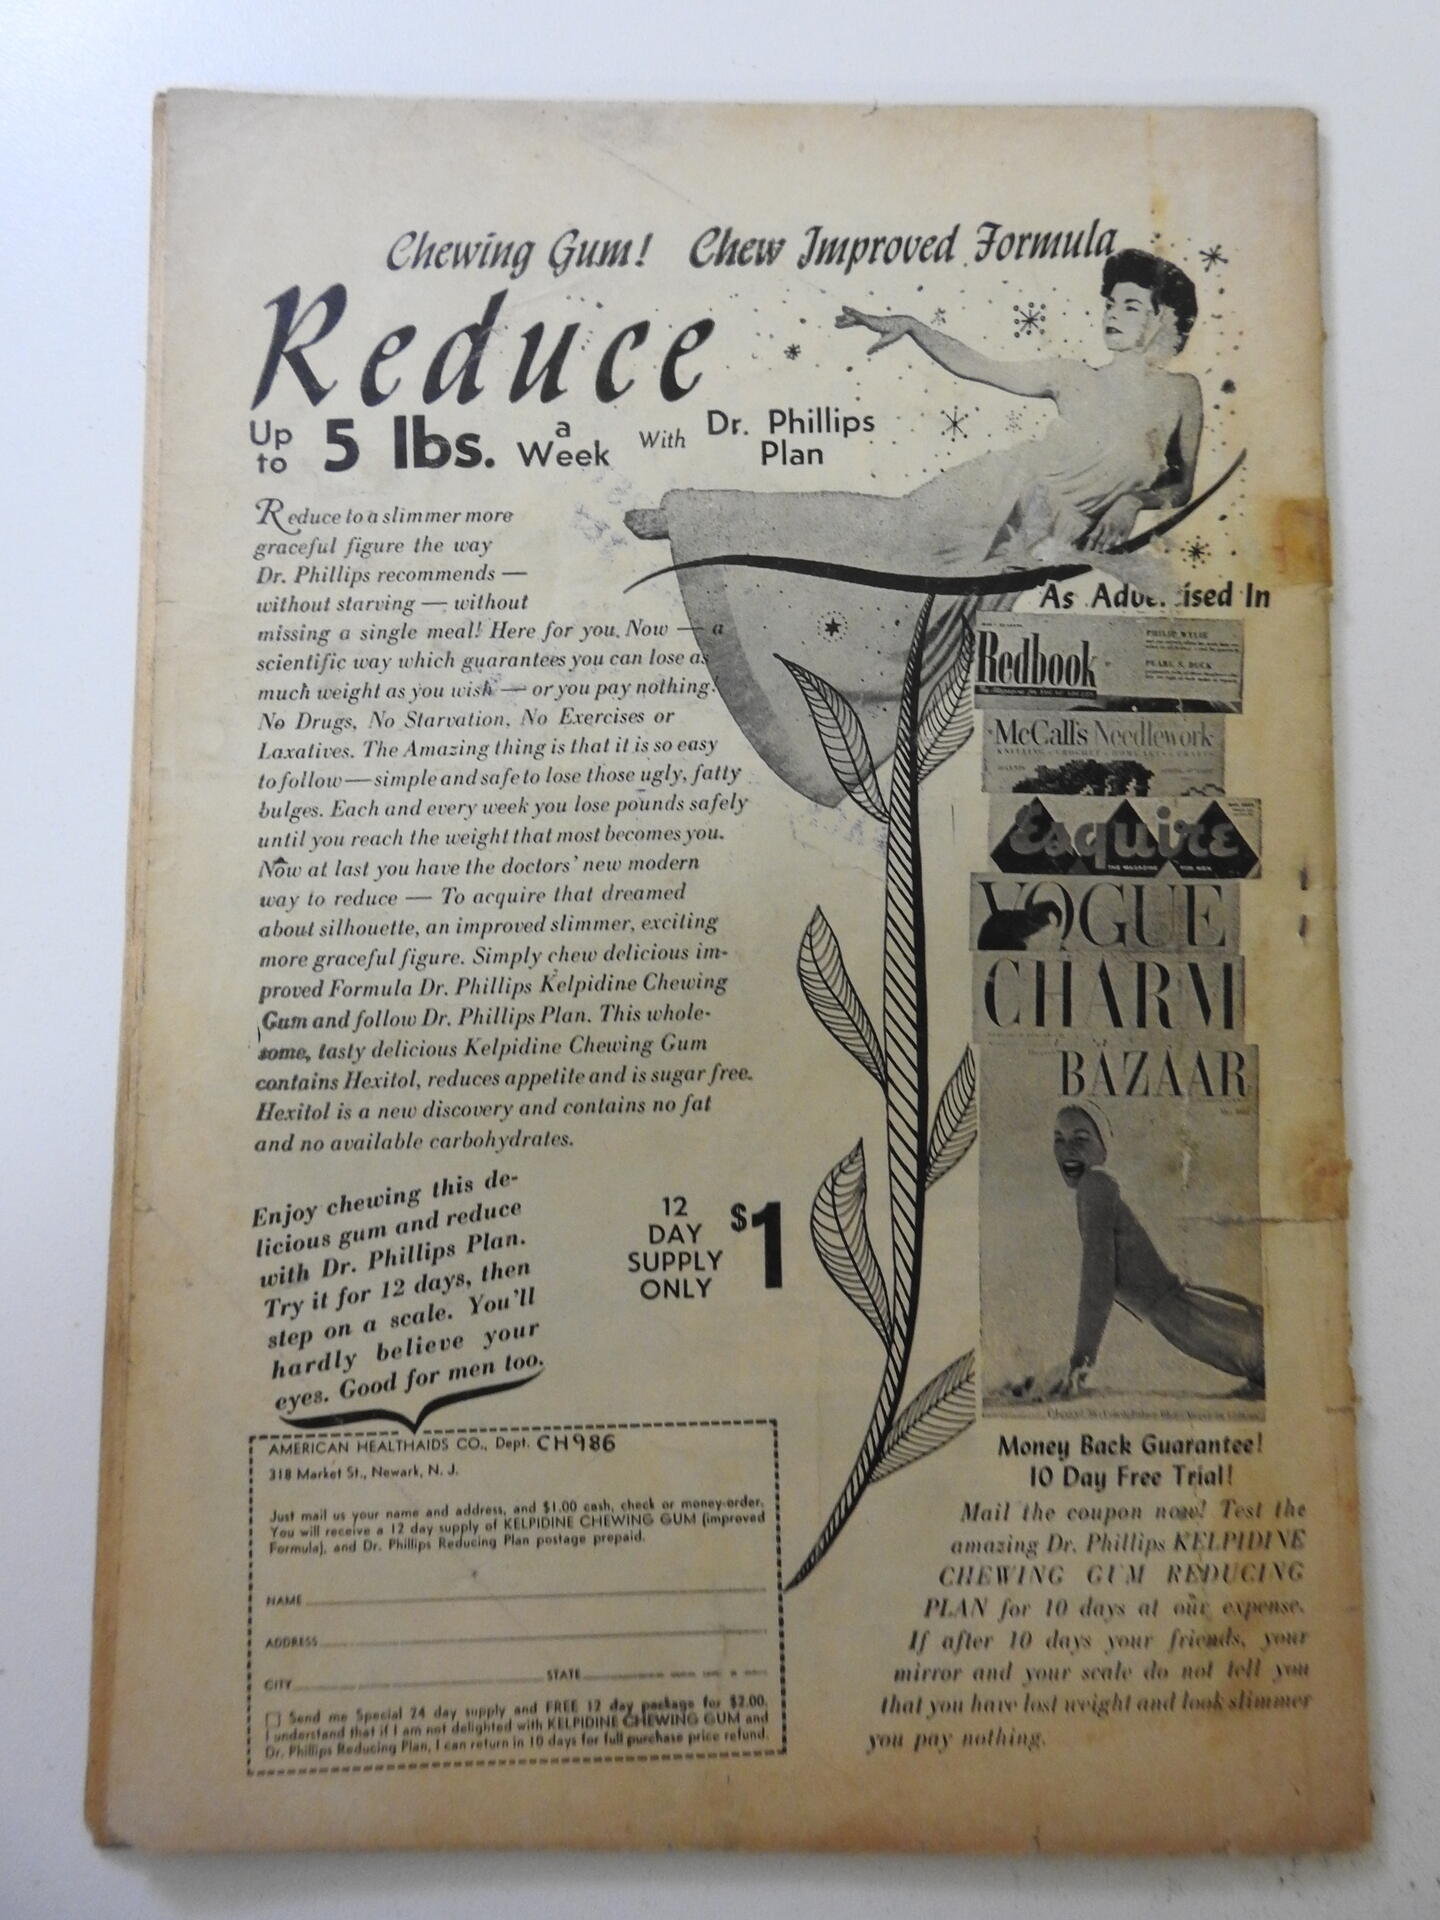 Chewing Gum! Chew Improved Formula
Reduce
Up to 5 lbs. a Week With Dr. Phillips Plan
Reduce to a slimmer more
graceful figure the way
Dr. Phillips recommends —
without starving — without
missing a single meal! Here for you, Now — a
scientific way which guarantees you can lose as
much weight as you wish — or you pay nothing!
No Drugs, No Starvation, No Exercises or
Laxatives. The Amazing thing is that it is so easy
to follow — simple and safe to lose those ugly, fatty
bulges. Each and every week you lose pounds safely
until you reach the weight that most becomes you.
Now at last you have the doctors' new modern
way to reduce — To acquire that dreamed
about silhouette, an improved slimmer, exciting
more graceful figure. Simply chew delicious im-
proved Formula Dr. Phillips Kelpidine Chewing
Gum and follow Dr. Phillips Plan. This whole-
some, tasty delicious Kelpidine Chewing Gum
contains Hexitol, reduces appetite and is sugar free.
Hexitol is a new discovery and contains no fat
and no available carbohydrates.
Enjoy chewing this de-
licious gum and reduce
with Dr. Phillips Plan.
Try it for 12 days, then
step on a scale. You'll
hardly believe your
eyes. Good for men too.
12
DAY
SUPPLY
ONLY
$1
AMERICAN HEALTHAIDS CO., Dept. CH986
318 Market St., Newark, N. J.
Just mail us your name and address, and $1.00 cash, check or money-order.
You will receive a 12 day supply of KELPIDINE CHEWING GUM (improved
Formula), and Dr. Phillips Reducing Plan postage prepaid.
NAME
ADDRESS
CITY STATE
Send me Special 24 day supply and FREE 12 day package for $2.00.
I understand that if I am not delighted with KELPIDINE CHEWING GUM and
Dr. Phillips Reducing Plan, I can return in 10 days for full purchase price refund.
As Adve. ised In
Redbook
PHILIP WYLIE
PEARL S. BUCK
McCall's Needlework
KNITTING CROCHET HOMECRAFTS CRAFTS
Esquire
THE MAGAZINE FOR MEN
VOGUE
CHARM
BAZAAR
Money Back Guarantee!
10 Day Free Trial!
Mail the coupon now! Test the
amazing Dr. Phillips KELPIDINE
CHEWING GUM REDUCING
PLAN for 10 days at our expense.
If after 10 days your friends, your
mirror and your scale do not tell you
that you have lost weight and look slimmer
you pay nothing.